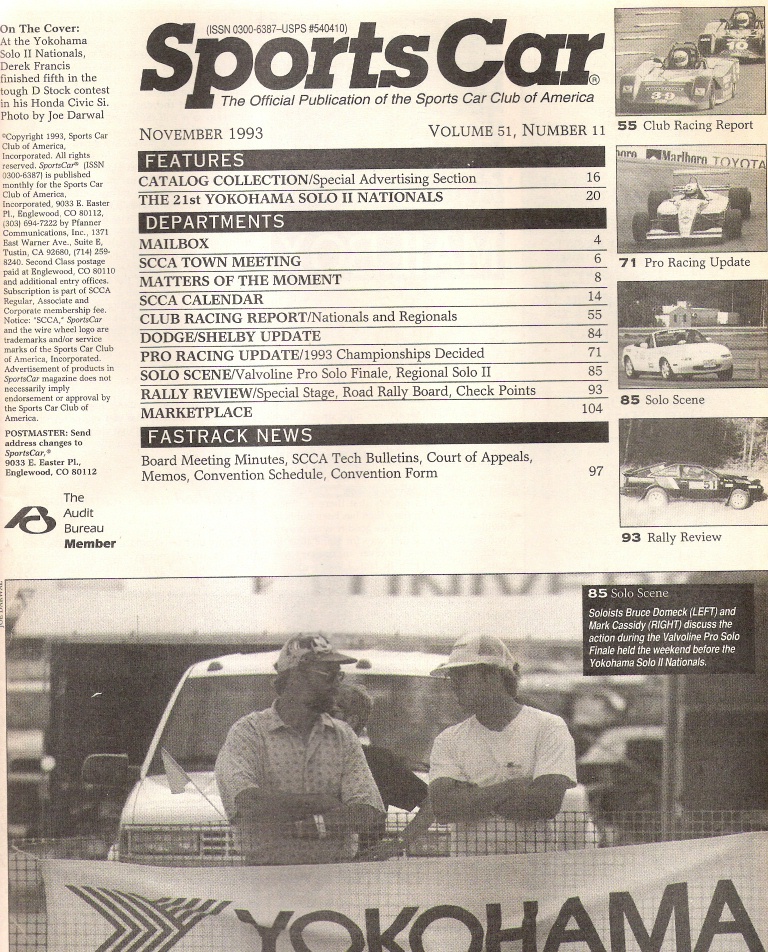 On The Cover:
At the Yokohama
Solo II Nationals,
Derek Francis
finished fifth in the
tough D Stock contest
in his Honda Civic Si.
Photo by Joe Darwal
©Copyright 1993, Sports Car
Club of America,
Incorporated. All rights
reserved. SportsCar® (ISSN
0300-6387) is published
monthly for the Sports Car
Club of America,
Incorporated, 9033 E. Easter
Pl., Englewood, CO 80112,
(303) 694-7222 by Pfanner
Communications, Inc., 1371
East Warner Ave., Suite E,
Tustin, CA 92680, (714) 259-
8240. Second Class postage
paid at Englewood, CO 80110
and additional entry offices.
Subscription is part of SCCA
Regular, Associate and
Corporate membership fee.
Notice: "SCCA," SportsCar
and the wire wheel logo are
trademarks and/or service
marks of the Sports Car Club
of America, Incorporated.
Advertisement of products in
SportsCar magazine does not
necessarily imply
endorsement or approval by
the Sports Car Club of
America.
POSTMASTER: Send
address changes to
SportsCar,®
9033 E. Easter Pl.,
Englewood, CO 80112
The
Audit
Bureau
Member
(ISSN 0300-6387–USPS #540410)
SportsCar®
The Official Publication of the Sports Car Club of America
NOVEMBER 1993 VOLUME 51, NUMBER 11
FEATURES
CATALOG COLLECTION/Special Advertising Section 16
THE 21st YOKOHAMA SOLO II NATIONALS 20
DEPARTMENTS
MAILBOX 4
SCCA TOWN MEETING 6
MATTERS OF THE MOMENT 8
SCCA CALENDAR 14
CLUB RACING REPORT/Nationals and Regionals 55
DODGE/SHELBY UPDATE 84
PRO RACING UPDATE/1993 Championships Decided 71
SOLO SCENE/Valvoline Pro Solo Finale, Regional Solo II 85
RALLY REVIEW/Special Stage, Road Rally Board, Check Points 93
MARKETPLACE 104
FASTRACK NEWS
Board Meeting Minutes, SCCA Tech Bulletins, Court of Appeals,
Memos, Convention Schedule, Convention Form 97
55 Club Racing Report
Marlboro TOYOTA
71 Pro Racing Update
85 Solo Scene
51
93 Rally Review
85 Solo Scene
Soloists Bruce Domeck (LEFT) and
Mark Cassidy (RIGHT) discuss the
action during the Valvoline Pro Solo
Finale held the weekend before the
Yokohama Solo II Nationals.
YOKOHAMA